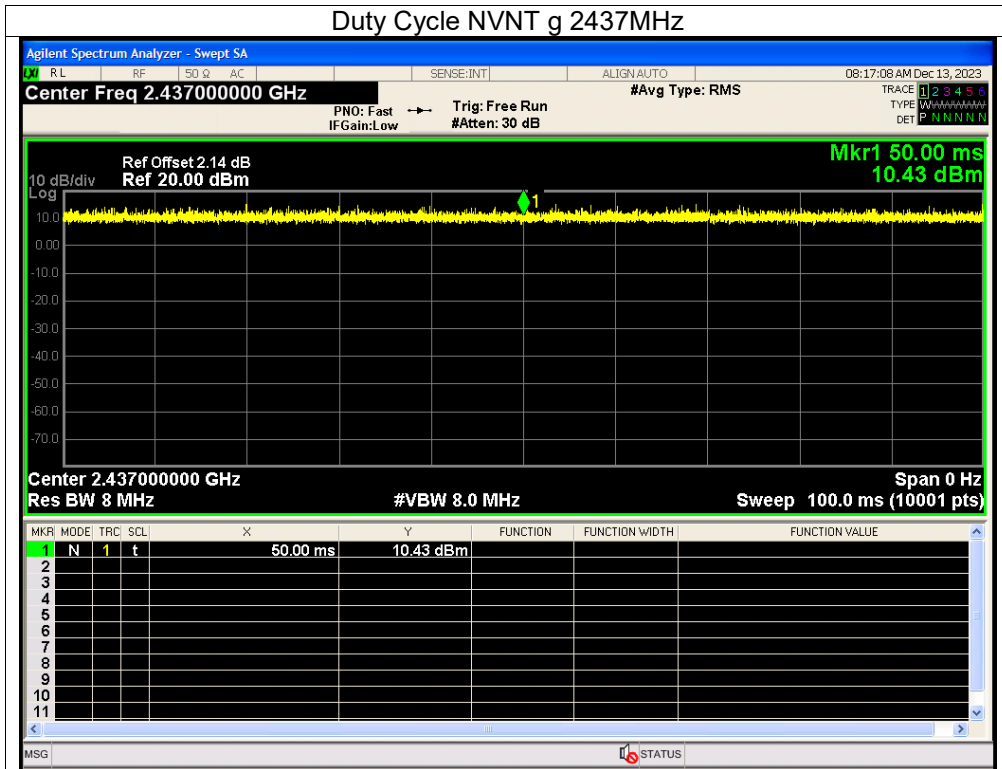 Duty Cycle NVNT g 2437MHz
Agilent Spectrum Analyzer - Swept SA
LXI RL RF 50 Ω AC SENSE:INT ALIGN AUTO 08:17:08 AM Dec 13, 2023
Center Freq 2.437000000 GHz #Avg Type: RMS TRACE 1 2 3 4 5 6
PNO: Fast Trig: Free Run TYPE W
IFGain:Low #Atten: 30 dB DET P N N N N N
Mkr1 50.00 ms
Ref Offset 2.14 dB
10 dB/div Ref 20.00 dBm 10.43 dBm
Log
1
10.0
0.00
-10.0
-20.0
-30.0
-40.0
-50.0
-60.0
-70.0
Center 2.437000000 GHz Span 0 Hz
Res BW 8 MHz #VBW 8.0 MHz Sweep 100.0 ms (10001 pts)
MKR MODE TRC SCL X Y FUNCTION FUNCTION WIDTH FUNCTION VALUE
1 N 1 t 50.00 ms 10.43 dBm
2
3
4
5
6
7
8
9
10
11
MSG STATUS